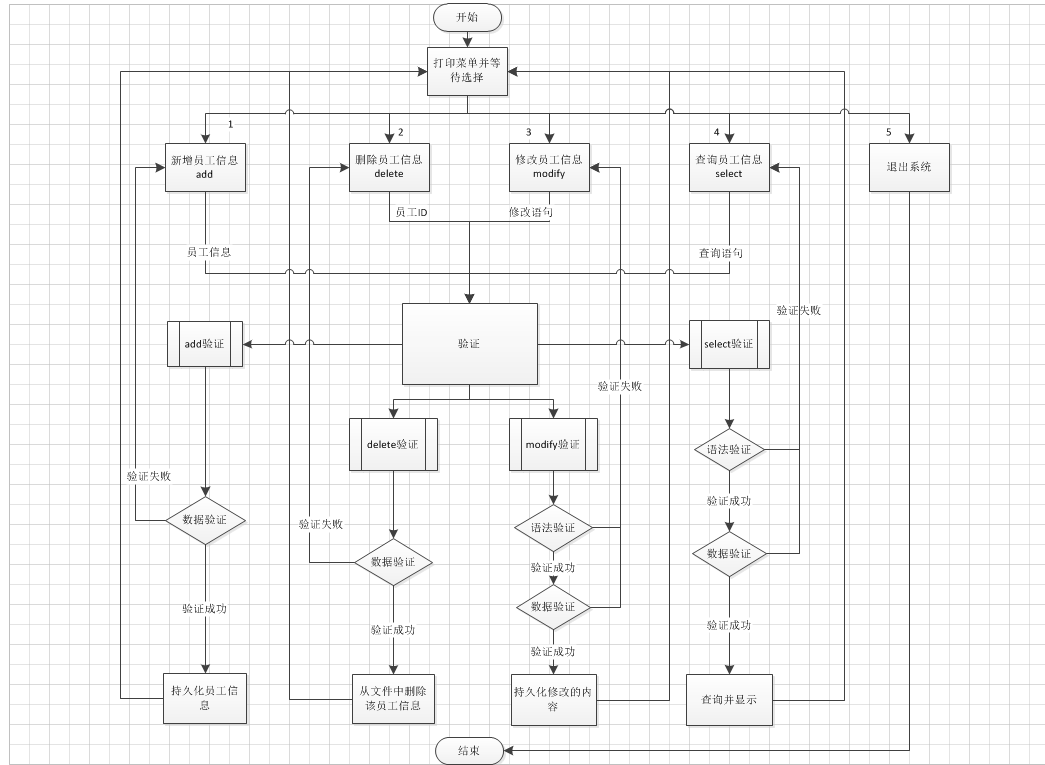 开始
打印菜单并等
待选择
1
2
3
4
5
新增员工信息
add
删除员工信息
delete
修改员工信息
modify
查询员工信息
select
退出系统
员工ID
修改语句
员工信息
查询语句
验证失败
add验证
验证
select验证
验证失败
delete验证
modify验证
语法验证
验证失败
验证成功
数据验证
验证失败
语法验证
数据验证
数据验证
验证成功
数据验证
验证成功
验证成功
验证成功
验证成功
持久化员工信
息
从文件中删除
该员工信息
持久化修改的内
容
查询并显示
结束